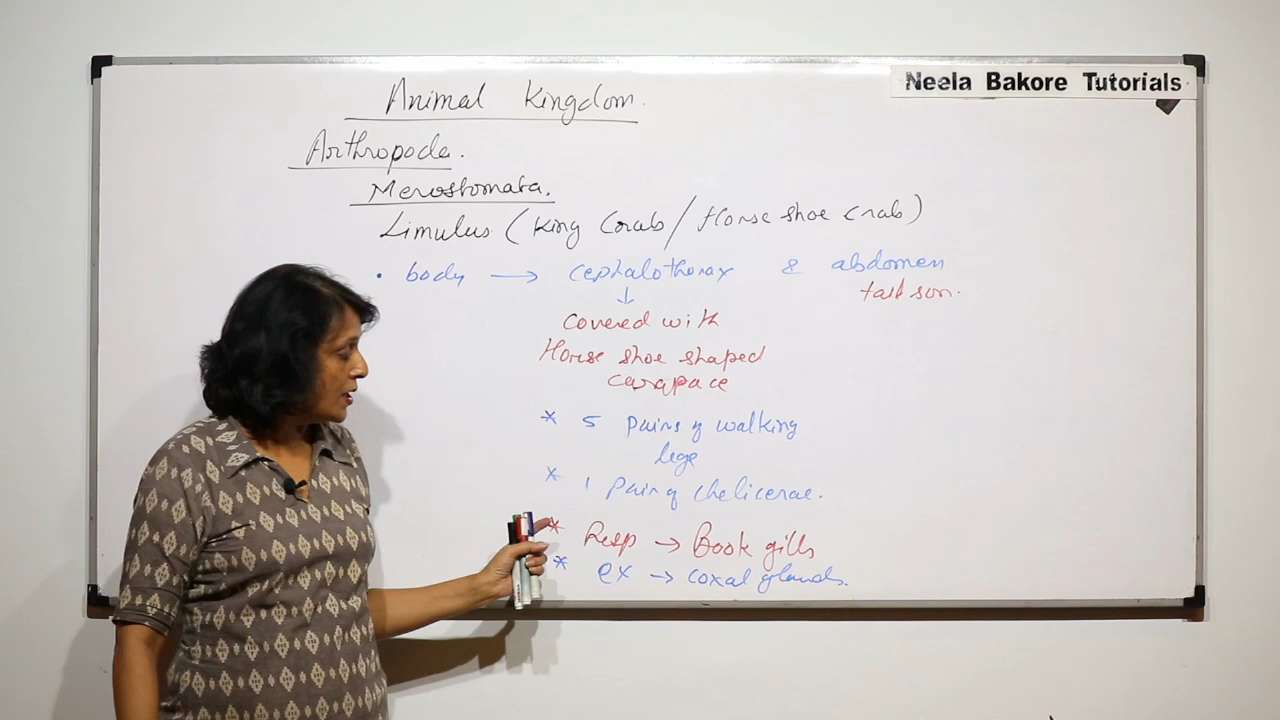 Neela Bakore Tutorials
Animal Kingdom.
Arthropoda.
Merostomata.
Limulus (King Crab / Horse shoe crab)
• body → cephalothorax & abdomen
↓ tail son.
Covered with
Horse shoe shaped
carapace
* 5 pairs of walking
legs
* 1 pair of chelicerae.
* Resp → Book gills
* ex → coxal glands.